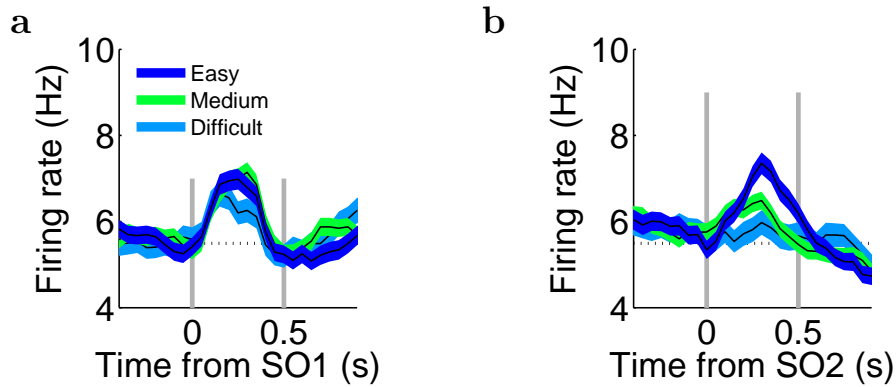 a
10
8
6
4
Firing rate (Hz)
Easy
Medium
Difficult
0
0.5
Time from SO1 (s)
b
10
8
6
4
Firing rate (Hz)
0
0.5
Time from SO2 (s)